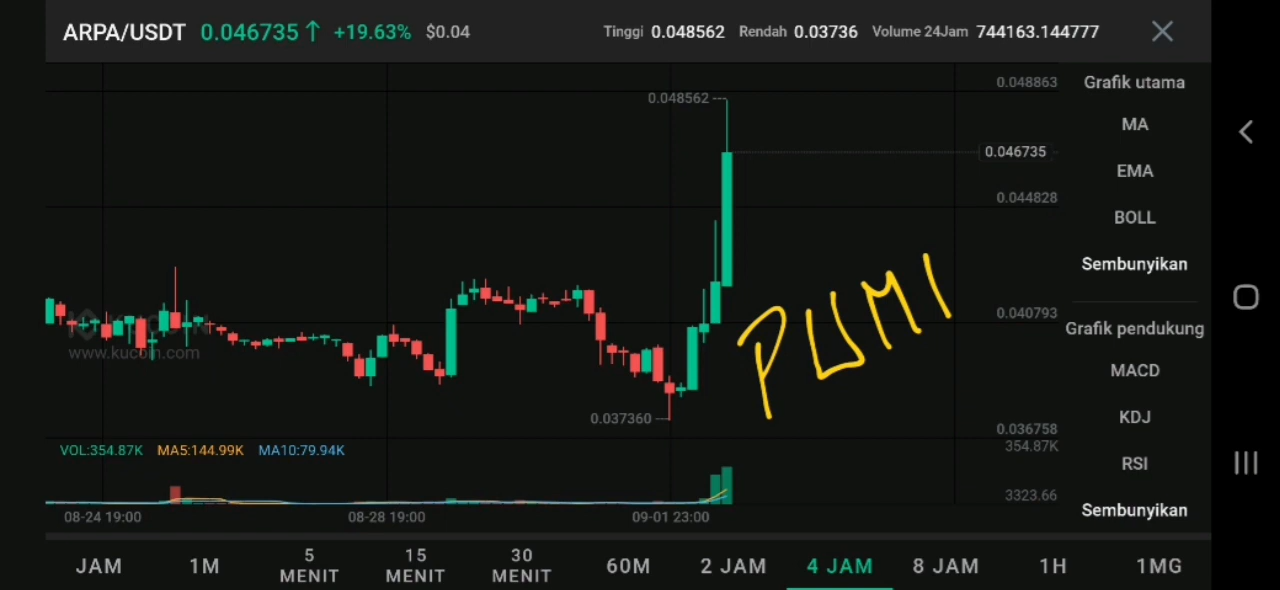 ARPA/USDT 0.046735↑ +19.63% $0.04 Tinggi 0.048562 Rendah 0.03736 Volume 24Jam 744163.144777
0.048863
Grafik utama
0.048562
MA
0.046735
EMA
0.044828
BOLL
Sembunyikan
PUMP
0.040793
Grafik pendukung
KUCOIN
www.kucoin.com
MACD
0.037360
KDJ
0.036758
VOL:354.87K MA5:144.99K MA10:79.94K
354.87K
RSI
3323.66
Sembunyikan
08-24 19:00 08-28 19:00 09-01 23:00
JAM 1M 5 MENIT 15 MENIT 30 MENIT 60M 2 JAM 4 JAM 8 JAM 1H 1MG